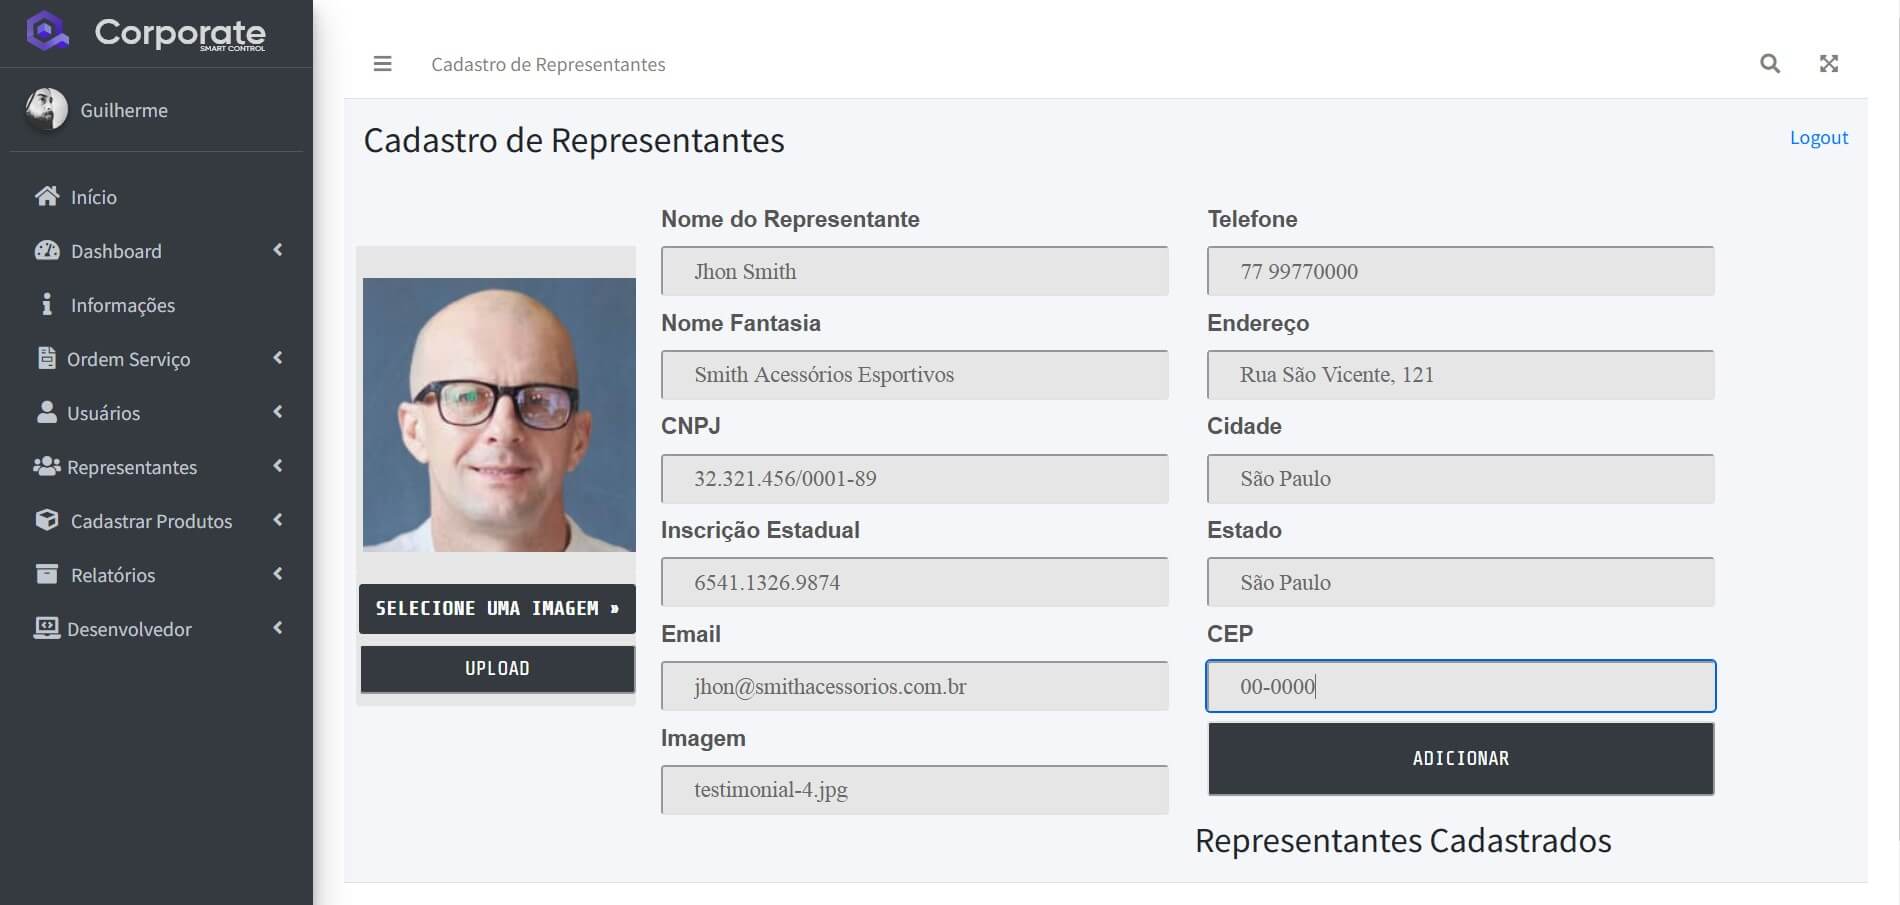 Corporate
SMART CONTROL
Guilherme
Início
Dashboard
Informações
Ordem Serviço
Usuários
Representantes
Cadastrar Produtos
Relatórios
Desenvolvedor
Cadastro de Representantes
Cadastro de Representantes
Logout
SELECIONE UMA IMAGEM »
UPLOAD
Nome do Representante
Jhon Smith
Nome Fantasia
Smith Acessórios Esportivos
CNPJ
32.321.456/0001-89
Inscrição Estadual
6541.1326.9874
Email
jhon@smithacessorios.com.br
Imagem
testimonial-4.jpg
Telefone
77 99770000
Endereço
Rua São Vicente, 121
Cidade
São Paulo
Estado
São Paulo
CEP
00-0000
ADICIONAR
Representantes Cadastrados